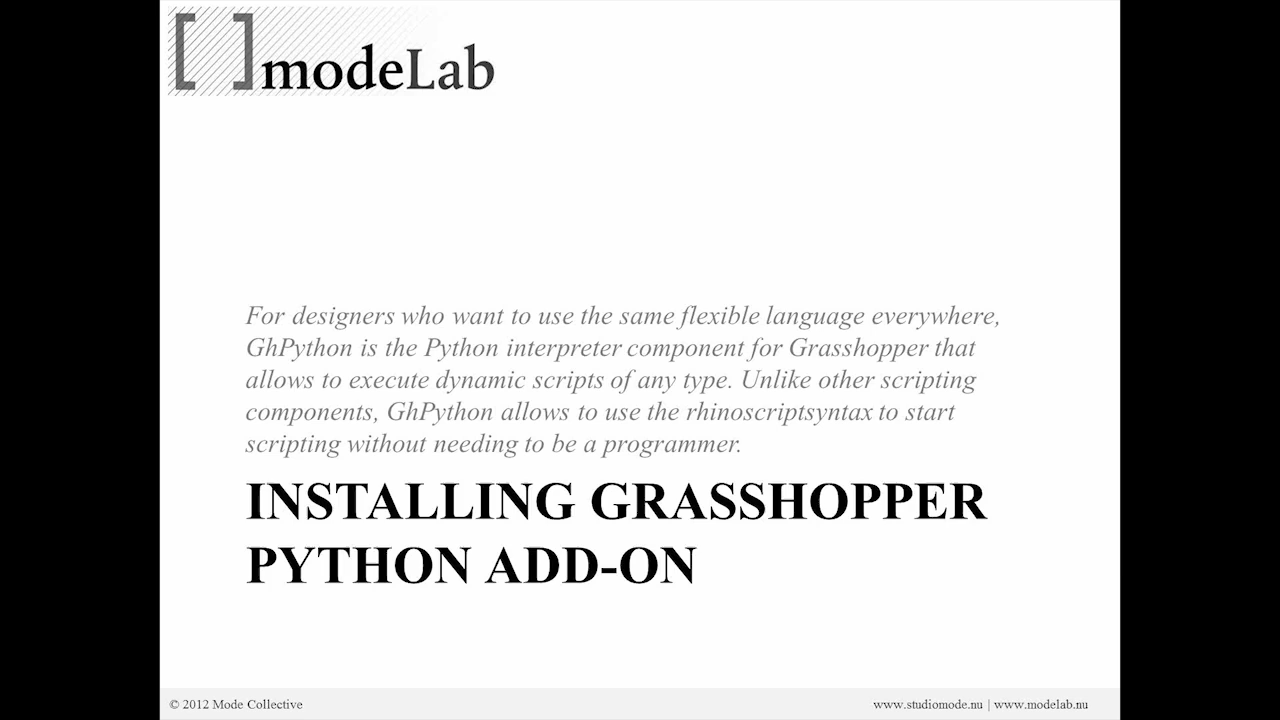 [ ] modeLab
For designers who want to use the same flexible language everywhere,
GhPython is the Python interpreter component for Grasshopper that
allows to execute dynamic scripts of any type. Unlike other scripting
components, GhPython allows to use the rhinoscriptsyntax to start
scripting without needing to be a programmer.
INSTALLING GRASSHOPPER
PYTHON ADD-ON
© 2012 Mode Collective
www.studiomode.nu | www.modelab.nu